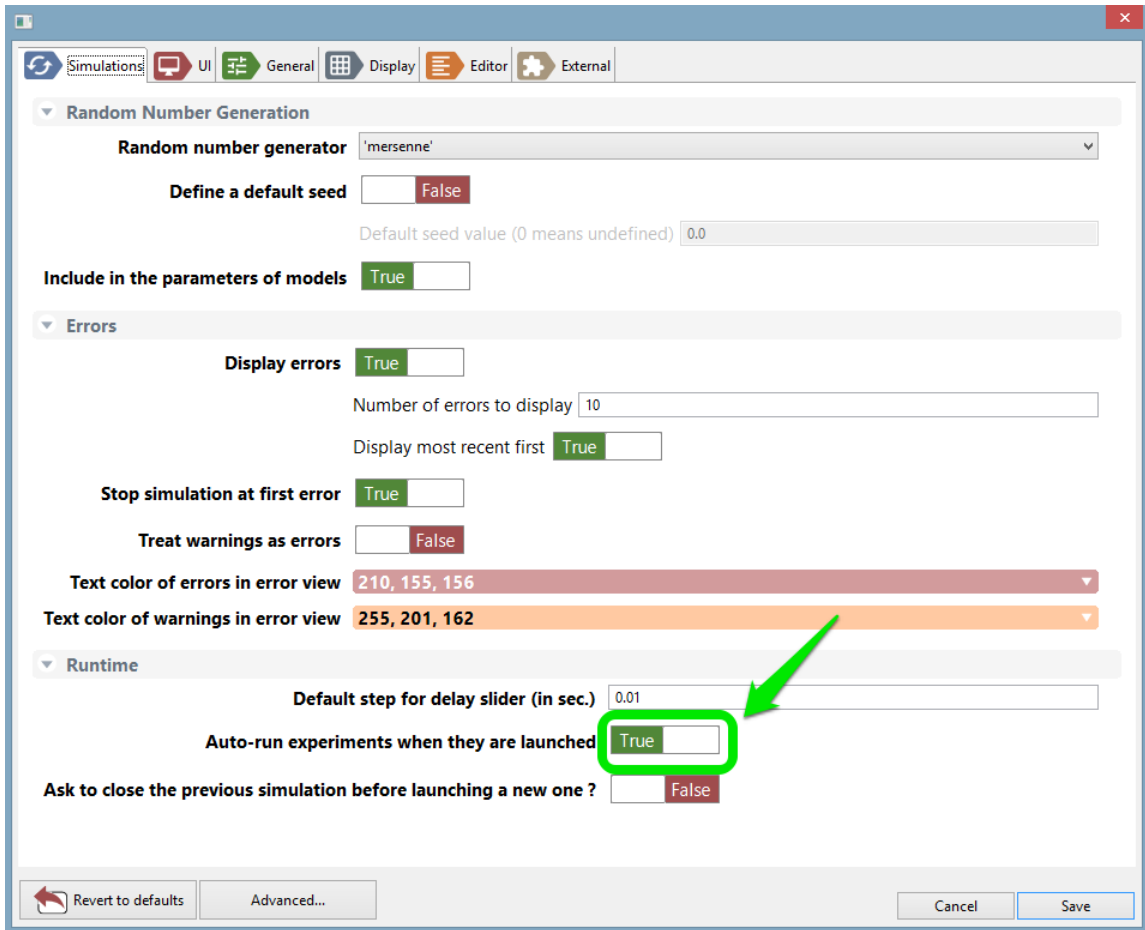 Simulations UI General Display Editor External
Random Number Generation
Random number generator 'mersenne'
Define a default seed False
Default seed value (0 means undefined) 0.0
Include in the parameters of models True
Errors
Display errors True
Number of errors to display 10
Display most recent first True
Stop simulation at first error True
Treat warnings as errors False
Text color of errors in error view 210, 155, 156
Text color of warnings in error view 255, 201, 162
Runtime
Default step for delay slider (in sec.) 0.01
Auto-run experiments when they are launched True
Ask to close the previous simulation before launching a new one ? False
Revert to defaults Advanced... Cancel Save